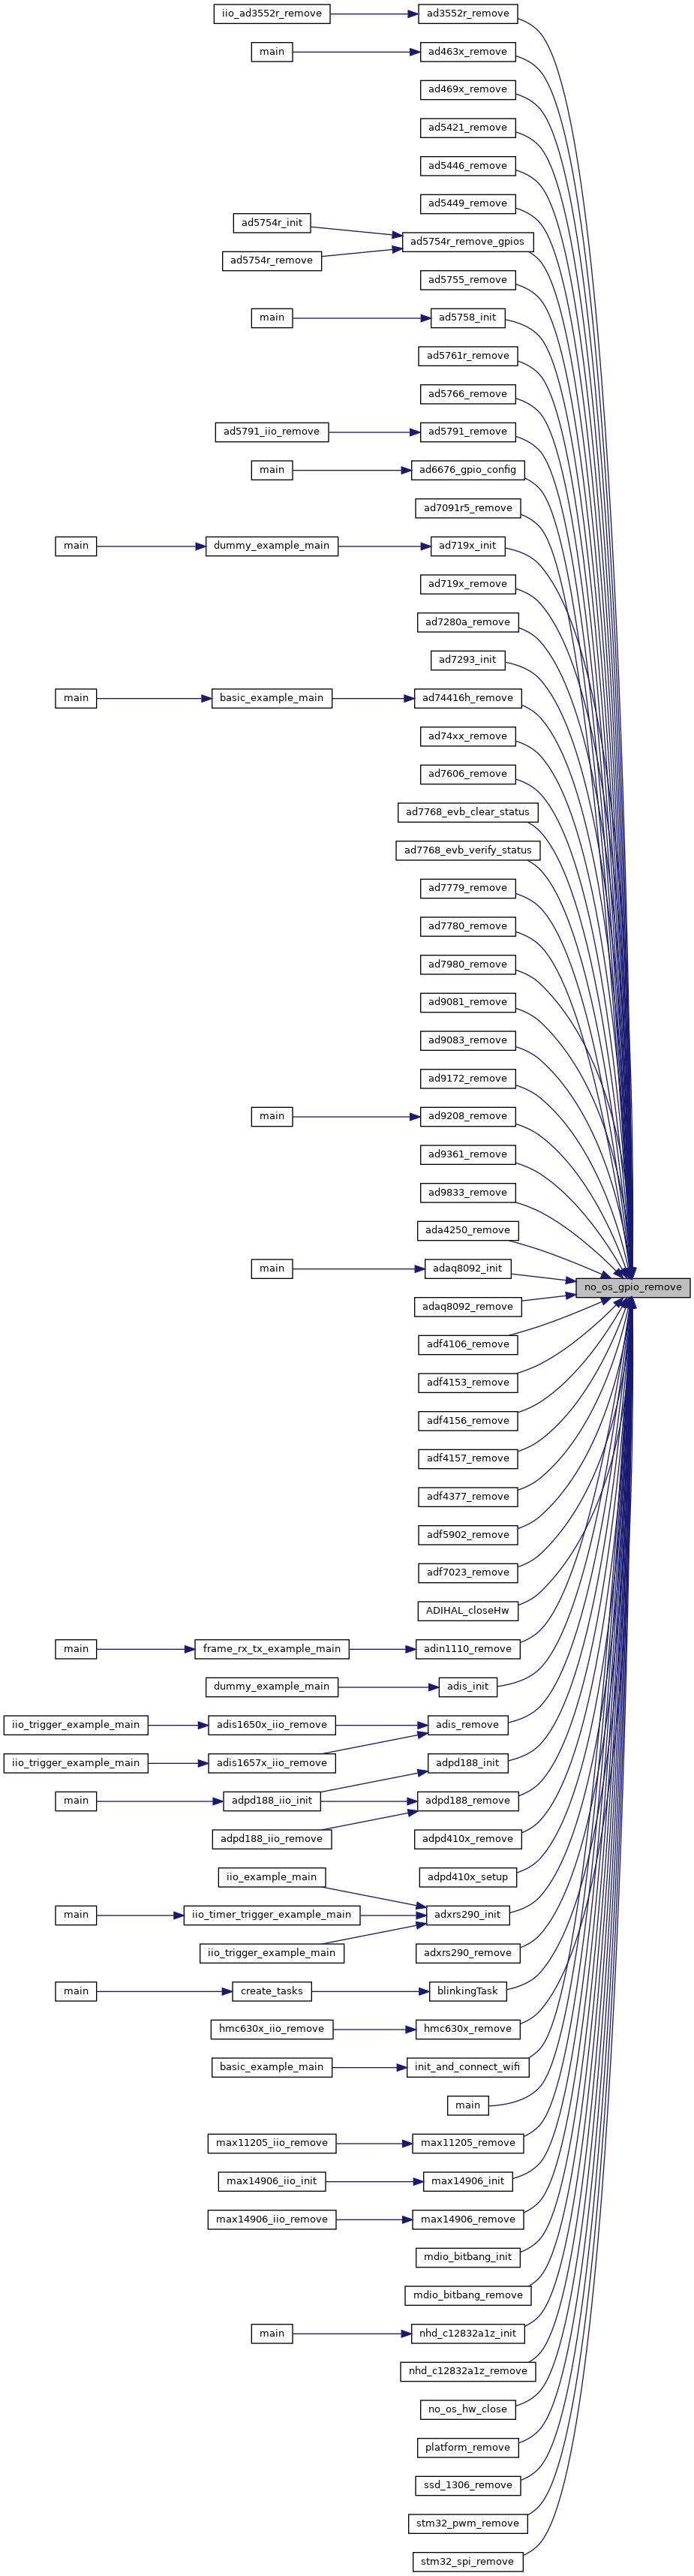 iio_ad3552r_remove ad3552r_remove
main ad463x_remove
ad469x_remove
ad5421_remove
ad5446_remove
ad5449_remove
ad5754r_init
ad5754r_remove_gpios
ad5754r_remove
ad5755_remove
main ad5758_init
ad5761r_remove
ad5766_remove
ad5791_iio_remove ad5791_remove
main ad6676_gpio_config
ad7091r5_remove
main dummy_example_main ad719x_init
ad719x_remove
ad7280a_remove
ad7293_init
main basic_example_main ad74416h_remove
ad74xx_remove
ad7606_remove
ad7768_evb_clear_status
ad7768_evb_verify_status
ad7779_remove
ad7780_remove
ad7980_remove
ad9081_remove
ad9083_remove
ad9172_remove
main ad9208_remove
ad9361_remove
ad9833_remove
ada4250_remove
main adaq8092_init
no_os_gpio_remove
adaq8092_remove
adf4106_remove
adf4153_remove
adf4156_remove
adf4157_remove
adf4377_remove
adf5902_remove
adf7023_remove
ADIHAL_closeHw
main frame_rx_tx_example_main adin1110_remove
dummy_example_main adis_init
iio_trigger_example_main adis1650x_iio_remove adis_remove
iio_trigger_example_main adis1657x_iio_remove adpd188_init
main adpd188_iio_init adpd188_remove
adpd188_iio_remove adpd410x_remove
iio_example_main adpd410x_setup
main iio_timer_trigger_example_main adxrs290_init
iio_trigger_example_main adxrs290_remove
main create_tasks blinkingTask
hmc630x_iio_remove hmc630x_remove
basic_example_main init_and_connect_wifi
main
max11205_iio_remove max11205_remove
max14906_iio_init max14906_init
max14906_iio_remove max14906_remove
mdio_bitbang_init
mdio_bitbang_remove
main nhd_c12832a1z_init
nhd_c12832a1z_remove
no_os_hw_close
platform_remove
ssd_1306_remove
stm32_pwm_remove
stm32_spi_remove